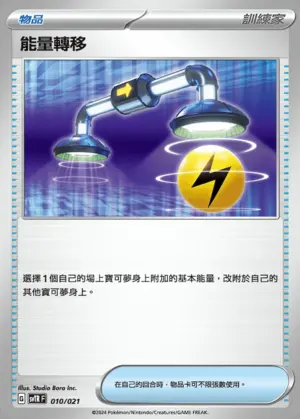 物品
訓練家
能量轉移
選擇1個自己的場上寶可夢身上附加的基本能量，改附於自己的
其他寶可夢身上。
Illus. Studio Bora Inc.
G svK F 010/021
在自己的回合時，物品卡可不限張數使用。
©2024 Pokémon/Nintendo/Creatures/GAME FREAK.